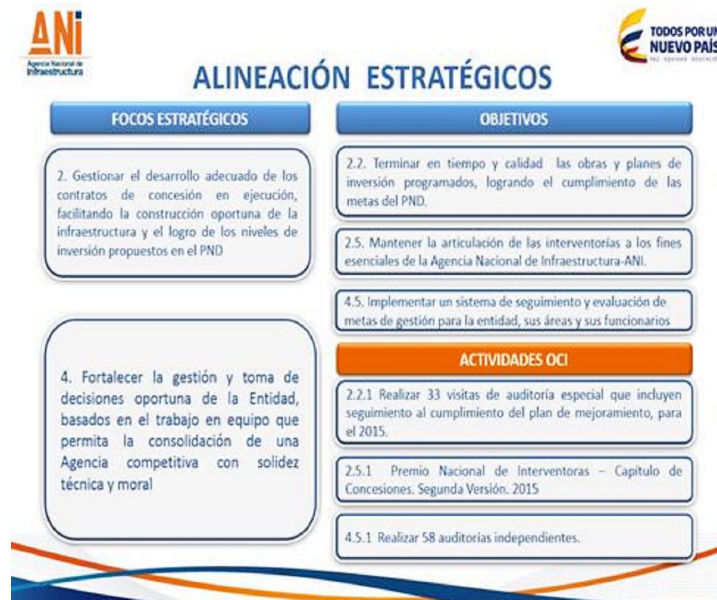 ANi
Agencia Nacional de
Infraestructura
TODOS POR UN
NUEVO PAÍS
PAZ EQUIDAD EDUCACIÓN
ALINEACIÓN ESTRATÉGICOS
FOCOS ESTRATÉGICOS
2. Gestionar el desarrollo adecuado de los
contratos de concesión en ejecución,
facilitando la construcción oportuna de la
infraestructura y el logro de los niveles de
inversión propuestos en el PND
4. Fortalecer la gestión y toma de
decisiones oportuna de la Entidad,
basados en el trabajo en equipo que
permita la consolidación de una
Agencia competitiva con solidez
técnica y moral
OBJETIVOS
2.2. Terminar en tiempo y calidad las obras y planes de
inversión programados, logrando el cumplimiento de las
metas del PND.
2.5. Mantener la articulación de las interventorías a los fines
esenciales de la Agencia Nacional de Infraestructura-ANI.
4.5. Implementar un sistema de seguimiento y evaluación de
metas de gestión para la entidad, sus áreas y sus funcionarios
ACTIVIDADES OCI
2.2.1 Realizar 33 visitas de auditoría especial que incluyen
seguimiento al cumplimiento del plan de mejoramiento, para
el 2015.
2.5.1 Premio Nacional de Interventoras – Capítulo de
Concesiones. Segunda Versión. 2015
4.5.1 Realizar 58 auditorías independientes.